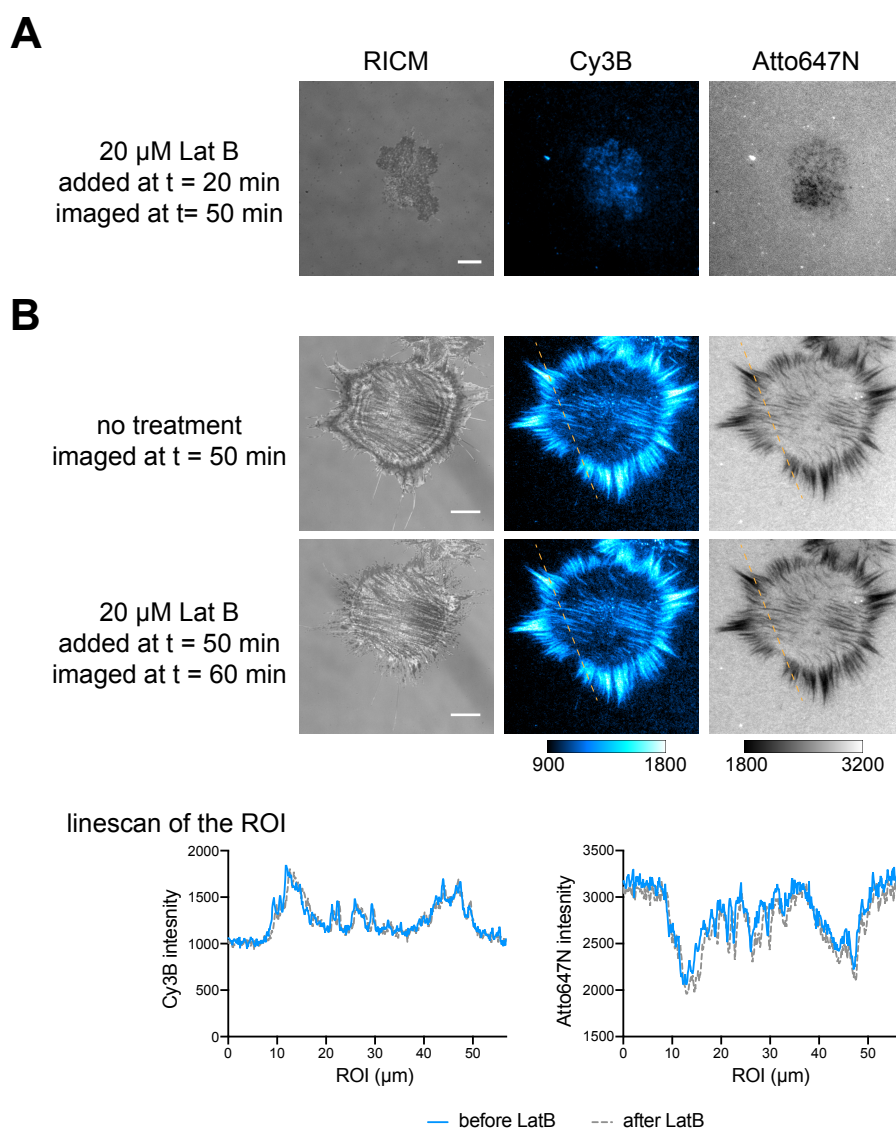 A
RICM Cy3B Atto647N
20 µM Lat B
added at t = 20 min
imaged at t= 50 min
B
no treatment
imaged at t = 50 min
20 µM Lat B
added at t = 50 min
imaged at t = 60 min
900 1800 1800 3200
linescan of the ROI
2000
1500
1000
500
0
Cy3B intesnity
0 10 20 30 40 50
ROI (µm)
3500
3000
2500
2000
1500
Atto647N intesnity
0 10 20 30 40 50
ROI (µm)
before LatB after LatB